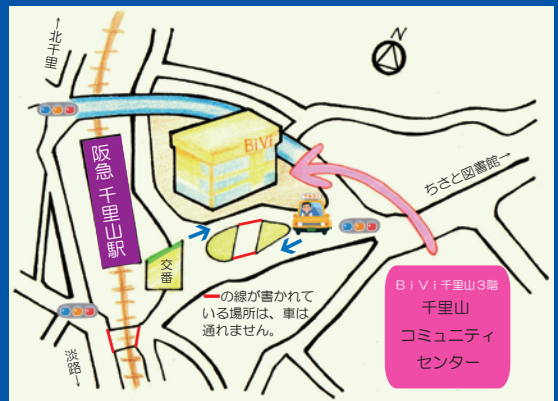 ←北千里
N
BiVi
阪急 千里山駅
TAXI
ちさと図書館→
交番
ーの線が書かれて
いる場所は、車は
通れません。
淡路→
BiVi千里山3階
千里山
コミュニティ
センター